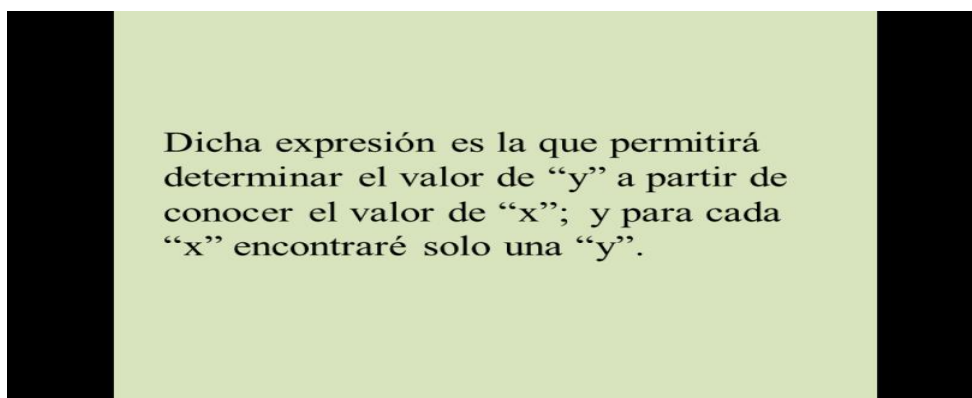 Dicha expresión es la que permitirá
determinar el valor de “y” a partir de
conocer el valor de “x”; y para cada
“x” encontraré solo una “y”.